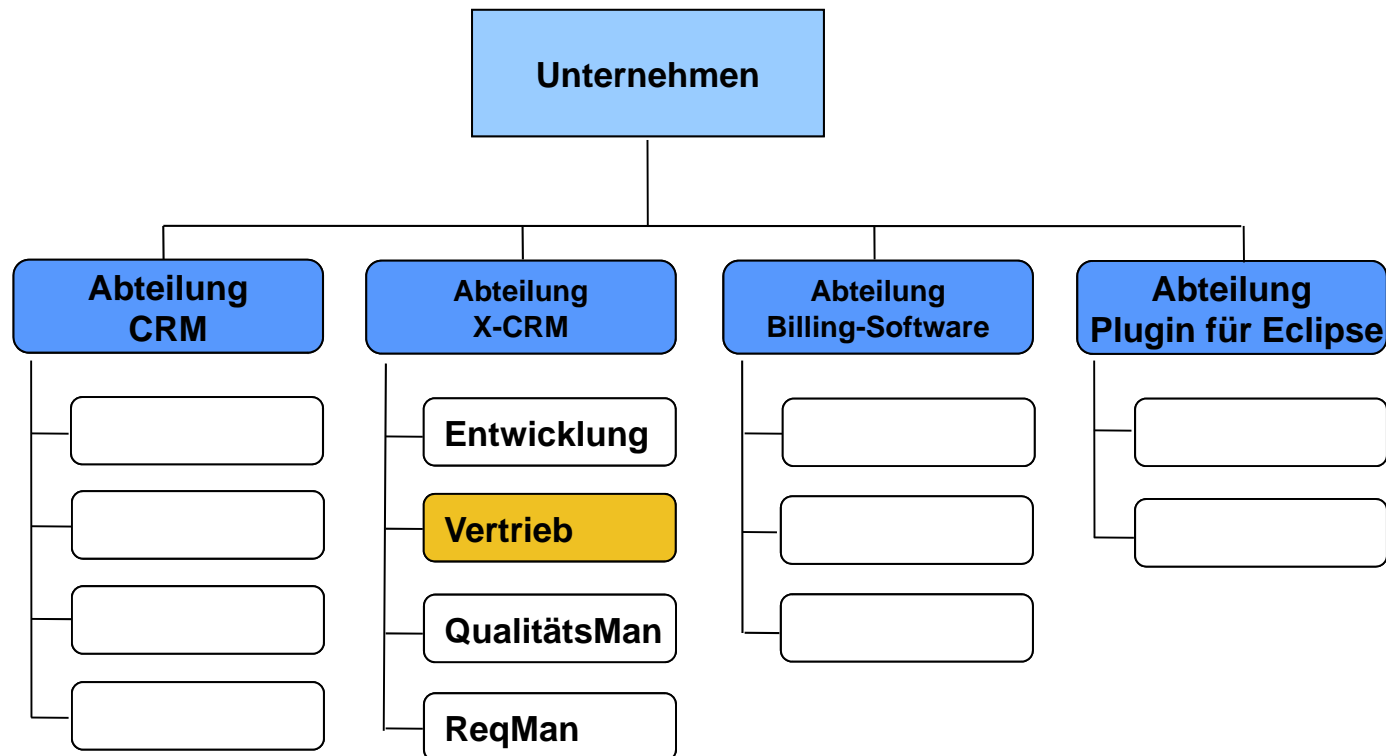 Unternehmen
Abteilung
CRM
Abteilung
X-CRM
Abteilung
Billing-Software
Abteilung
Plugin für Eclipse
Entwicklung
Vertrieb
QualitätsMan
ReqMan